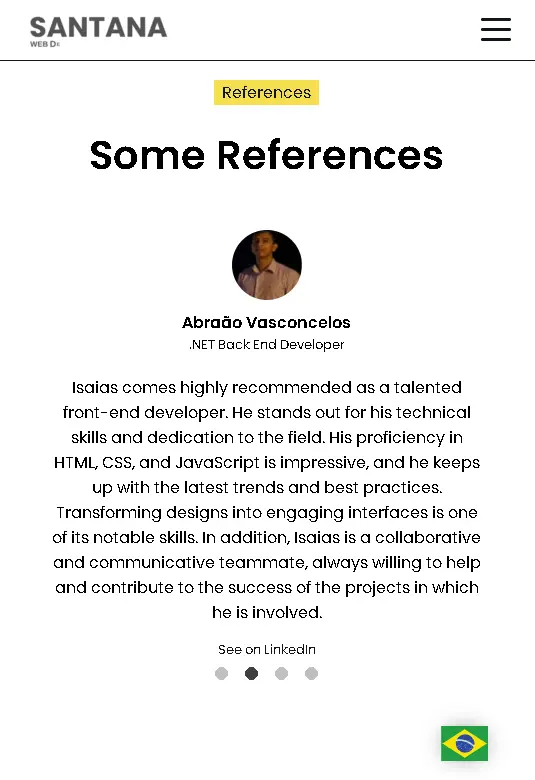 SANTANA
WEB D
References
Some References
Abraão Vasconcelos
.NET Back End Developer
Isaias comes highly recommended as a talented
front-end developer. He stands out for his technical
skills and dedication to the field. His proficiency in
HTML, CSS, and JavaScript is impressive, and he keeps
up with the latest trends and best practices.
Transforming designs into engaging interfaces is one
of its notable skills. In addition, Isaias is a collaborative
and communicative teammate, always willing to help
and contribute to the success of the projects in which
he is involved.
See on LinkedIn